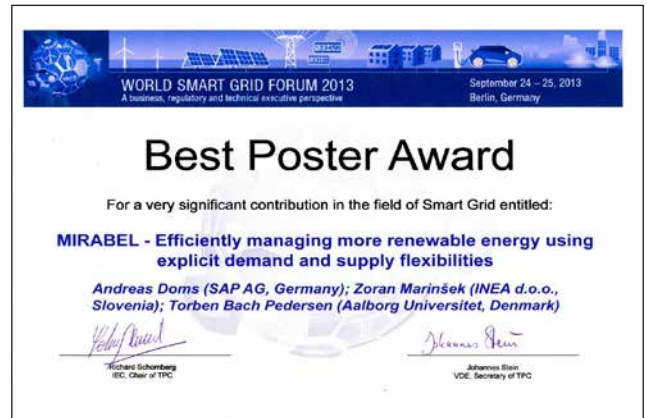 WORLD SMART GRID FORUM 2013
A business, regulatory and technical executive perspective
September 24 – 25, 2013
Berlin, Germany
Best Poster Award
For a very significant contribution in the field of Smart Grid entitled:
MIRABEL - Efficiently managing more renewable energy using
explicit demand and supply flexibilities
Andreas Doms (SAP AG, Germany); Zoran Marinšek (INEA d.o.o.,
Slovenia); Torben Bach Pedersen (Aalborg Universitet, Denmark)
Johannes Stein
Richard Schomberg
IEC, Chair of TPC
Johannes Stein
VDE, Secretary of TPC